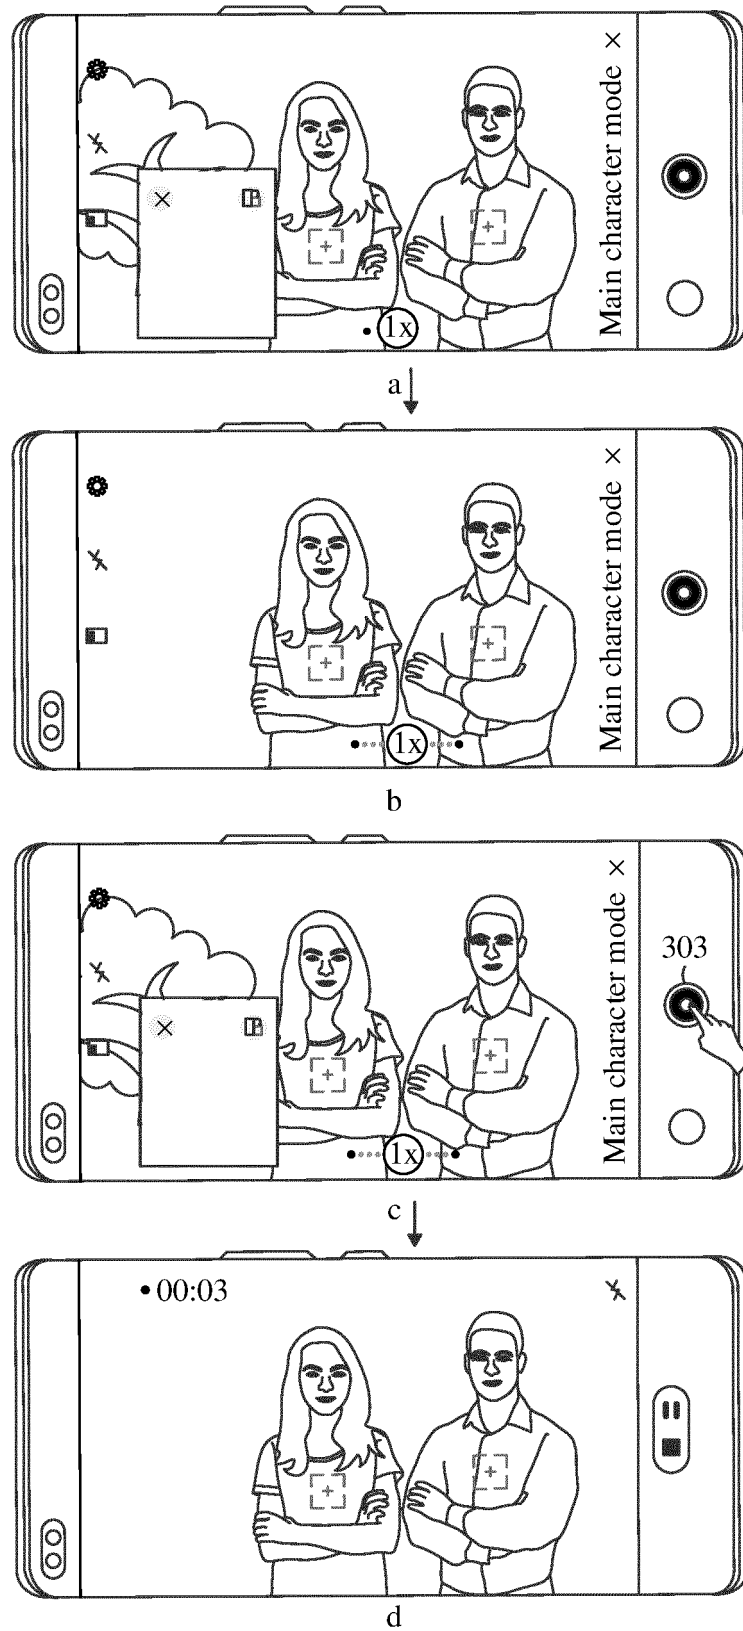 Main character mode ×
1x
a
Main character mode ×
1x
b
Main character mode ×
303
1x
c
00:03
d